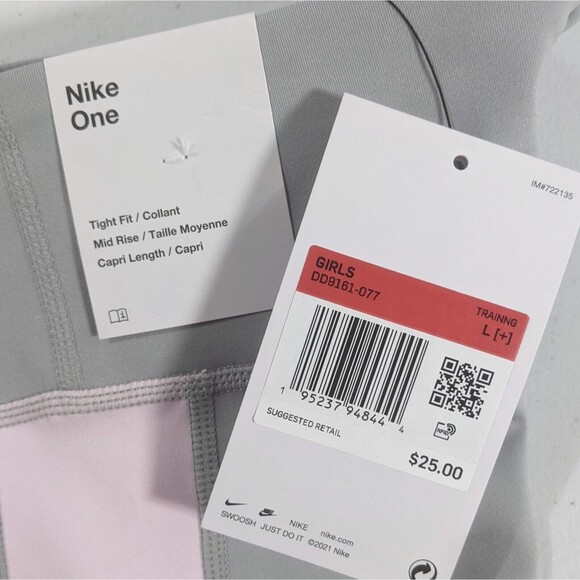 Nike
One
Tight Fit / Collant
Mid Rise / Taille Moyenne
Capri Length / Capri
IM#722135
GIRLS
DD9161-077
TRAINNG
L [+]
1 95237 94844 4
RFID
SUGGESTED RETAIL
$25.00
NIKE nike.com
SWOOSH JUST DO IT ©2021 Nike